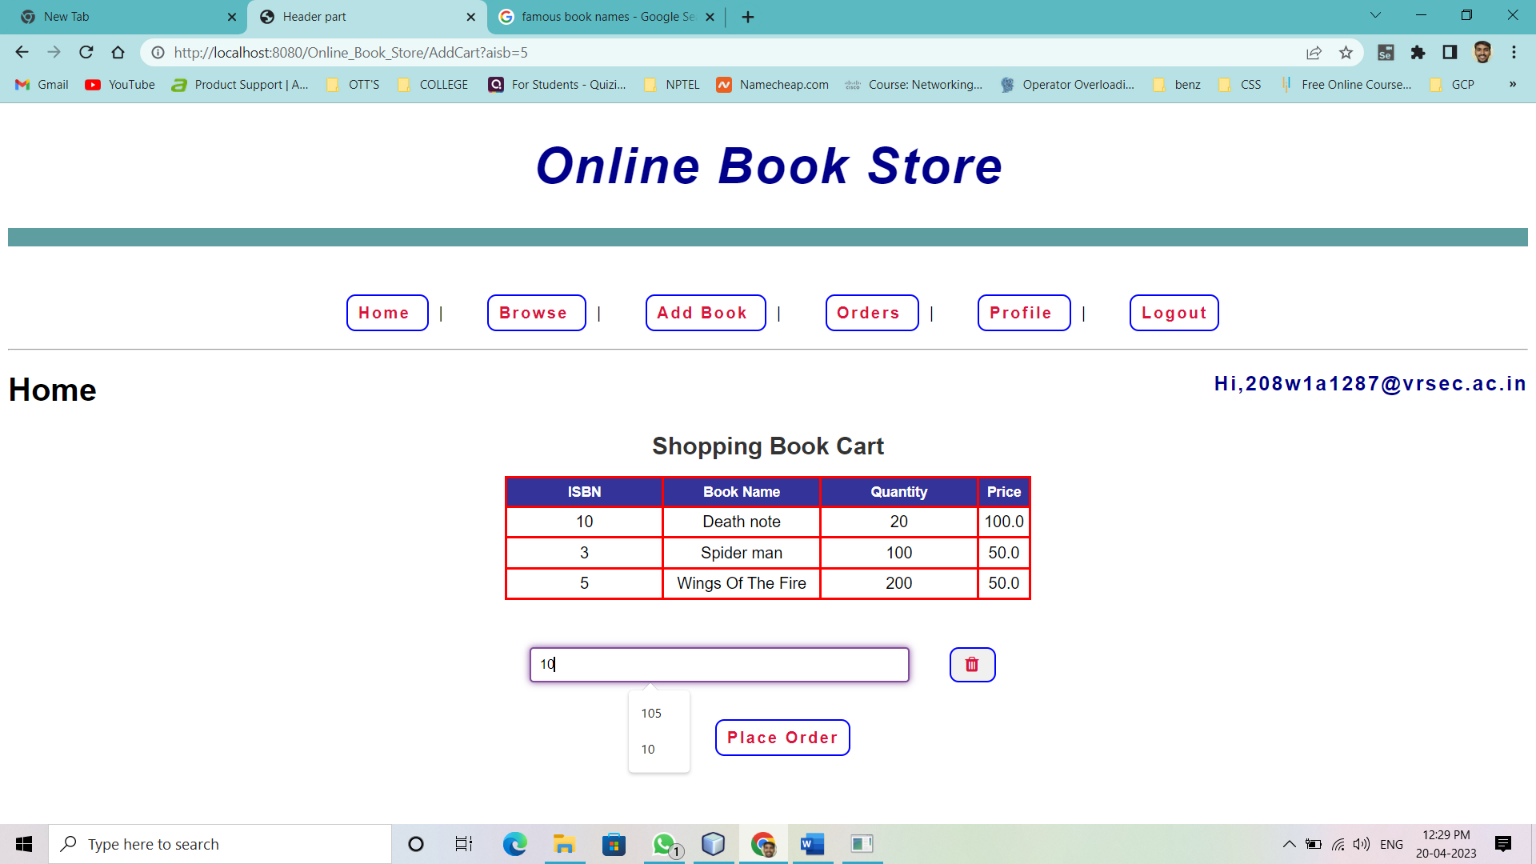 New Tab
Header part
famous book names - Google Se
http://localhost:8080/Online_Book_Store/AddCart?aisb=5
Se
Gmail YouTube Product Support | A... OTT'S COLLEGE For Students - Quizi... NPTEL Namecheap.com Course: Networking... Operator Overloadi... benz CSS Free Online Course... GCP »
Online Book Store
Home | Browse | Add Book | Orders | Profile | Logout
Home
Hi,208w1a1287@vrsec.ac.in
Shopping Book Cart
ISBN Book Name Quantity Price
10 Death note 20 100.0
3 Spider man 100 50.0
5 Wings Of The Fire 200 50.0
10
105
10
Place Order
Type here to search
1
W
ENG
12:29 PM
20-04-2023